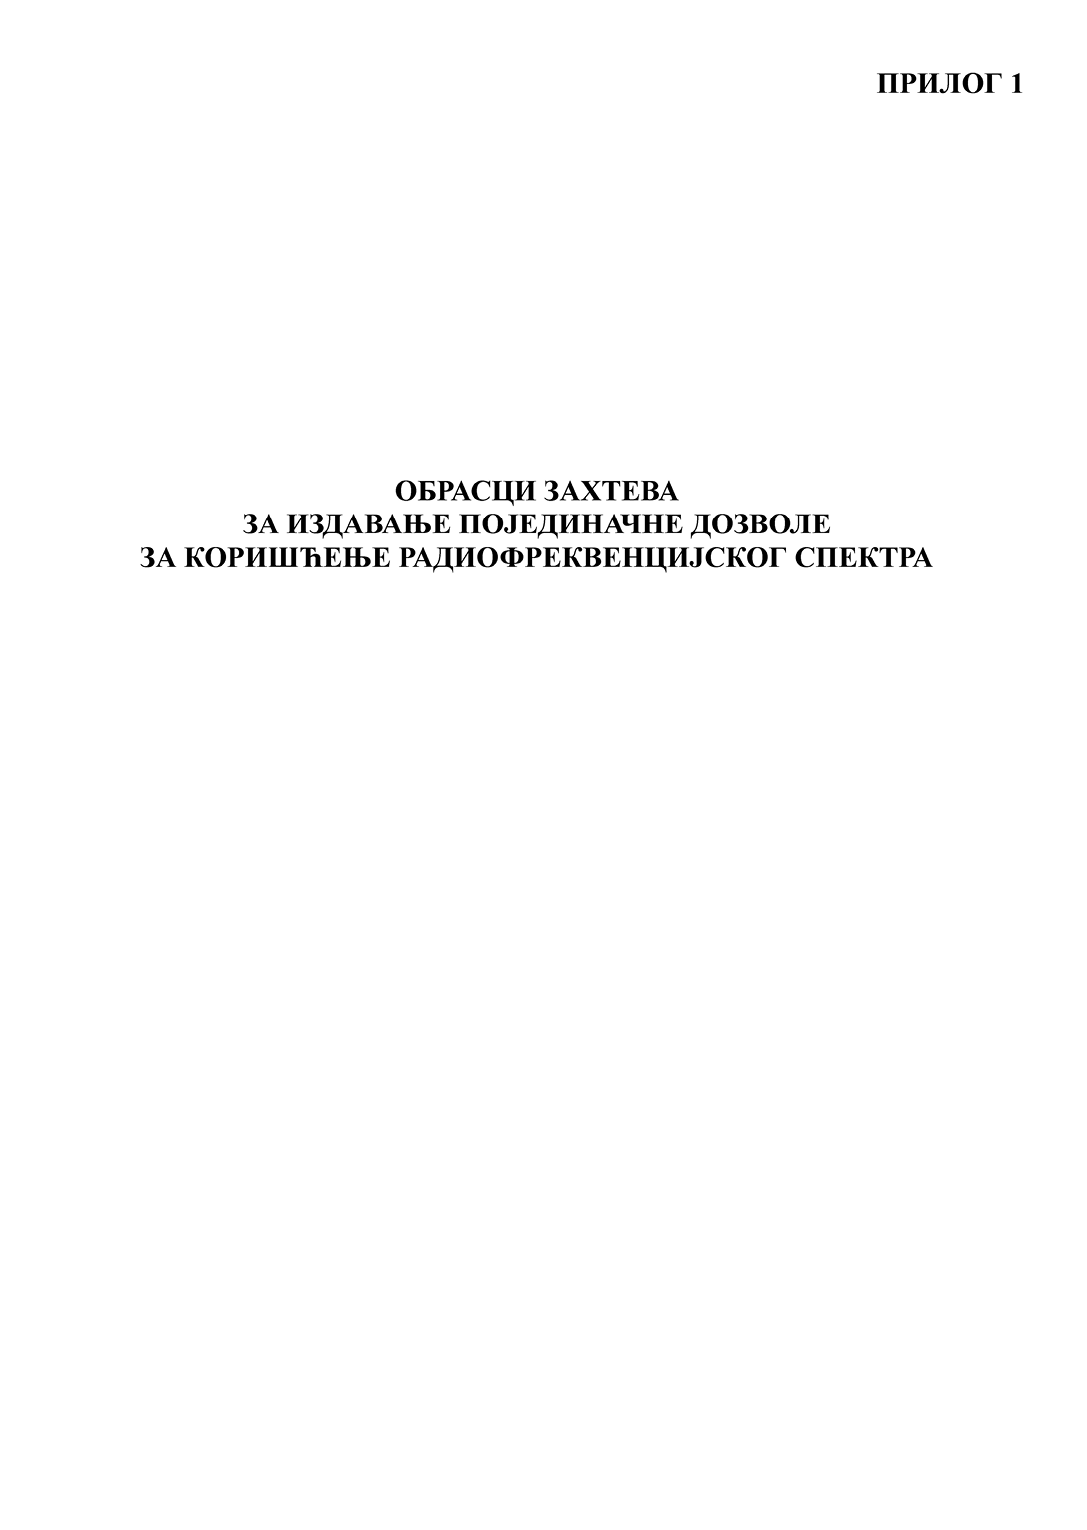 ПРИЛОГ 1
ОБРАСЦИ ЗАХТЕВА
ЗА ИЗДАВАЊЕ ПОЈЕДИНАЧНЕ ДОЗВОЛЕ
ЗА КОРИШЋЕЊЕ РАДИОФРЕКВЕНЦИЈСКОГ СПЕКТРА